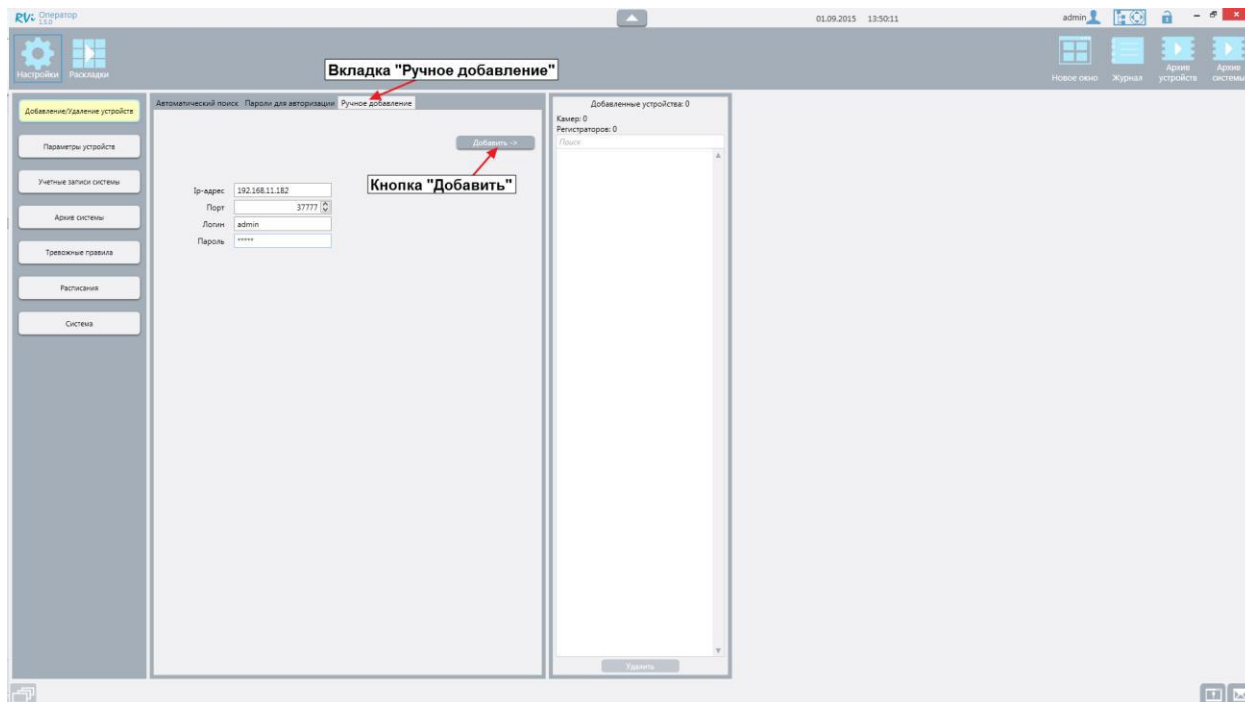 RVi Оператор
1.5.0
01.09.2015 13:50:11
admin
Настройки Раскладки
Вкладка "Ручное добавление"
Новое окно Журнал Архив устройств Архив системы
Добавление/Удаление устройств
Параметры устройств
Учетные записи системы
Архив системы
Тревожные правила
Расписания
Система
Автоматический поиск Пароли для авторизации Ручное добавление
Добавить ->
Кнопка "Добавить"
Ip-адрес 192.168.11.182
Порт 37777
Логин admin
Пароль *****
Добавленные устройства: 0
Камер: 0
Регистраторов: 0
Поиск
Удалить